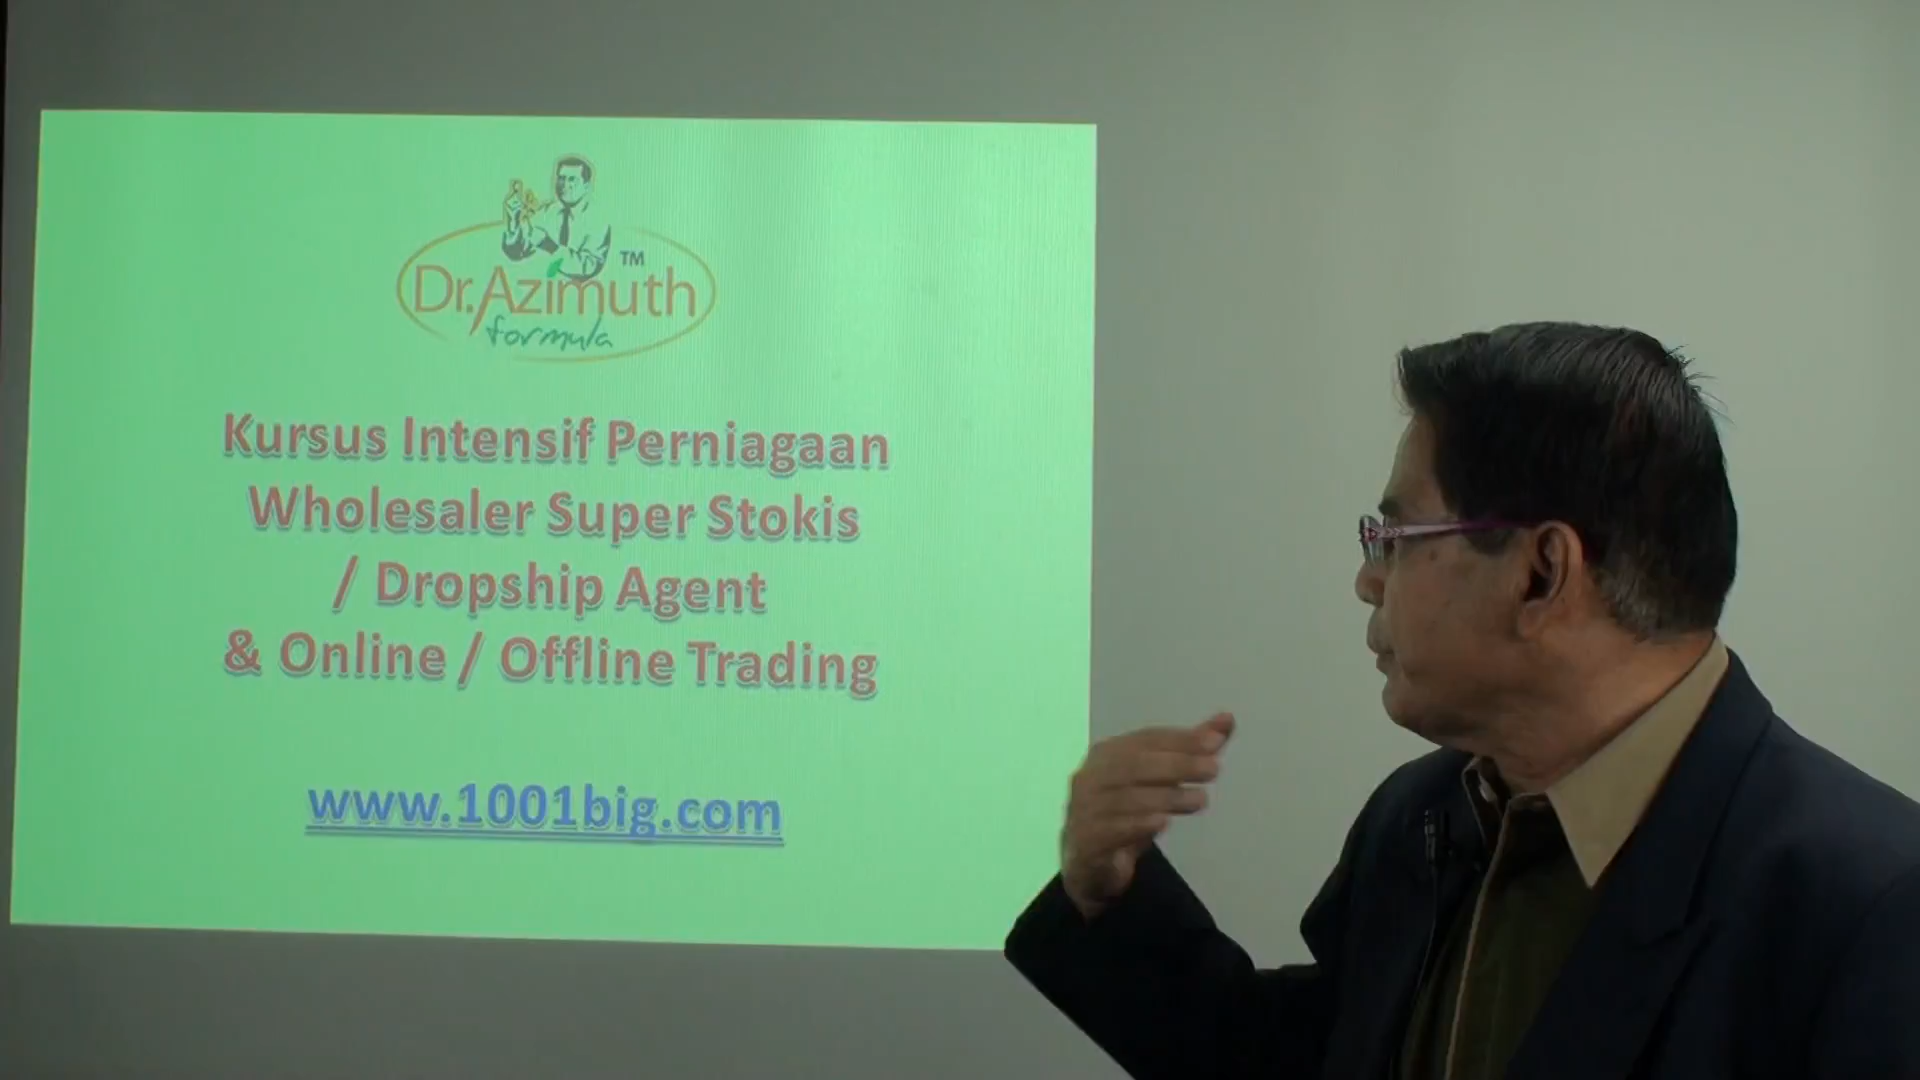 Dr.Azimuth™
formula
Kursus Intensif Perniagaan
Wholesaler Super Stokis
/ Dropship Agent
& Online / Offline Trading
www.1001big.com